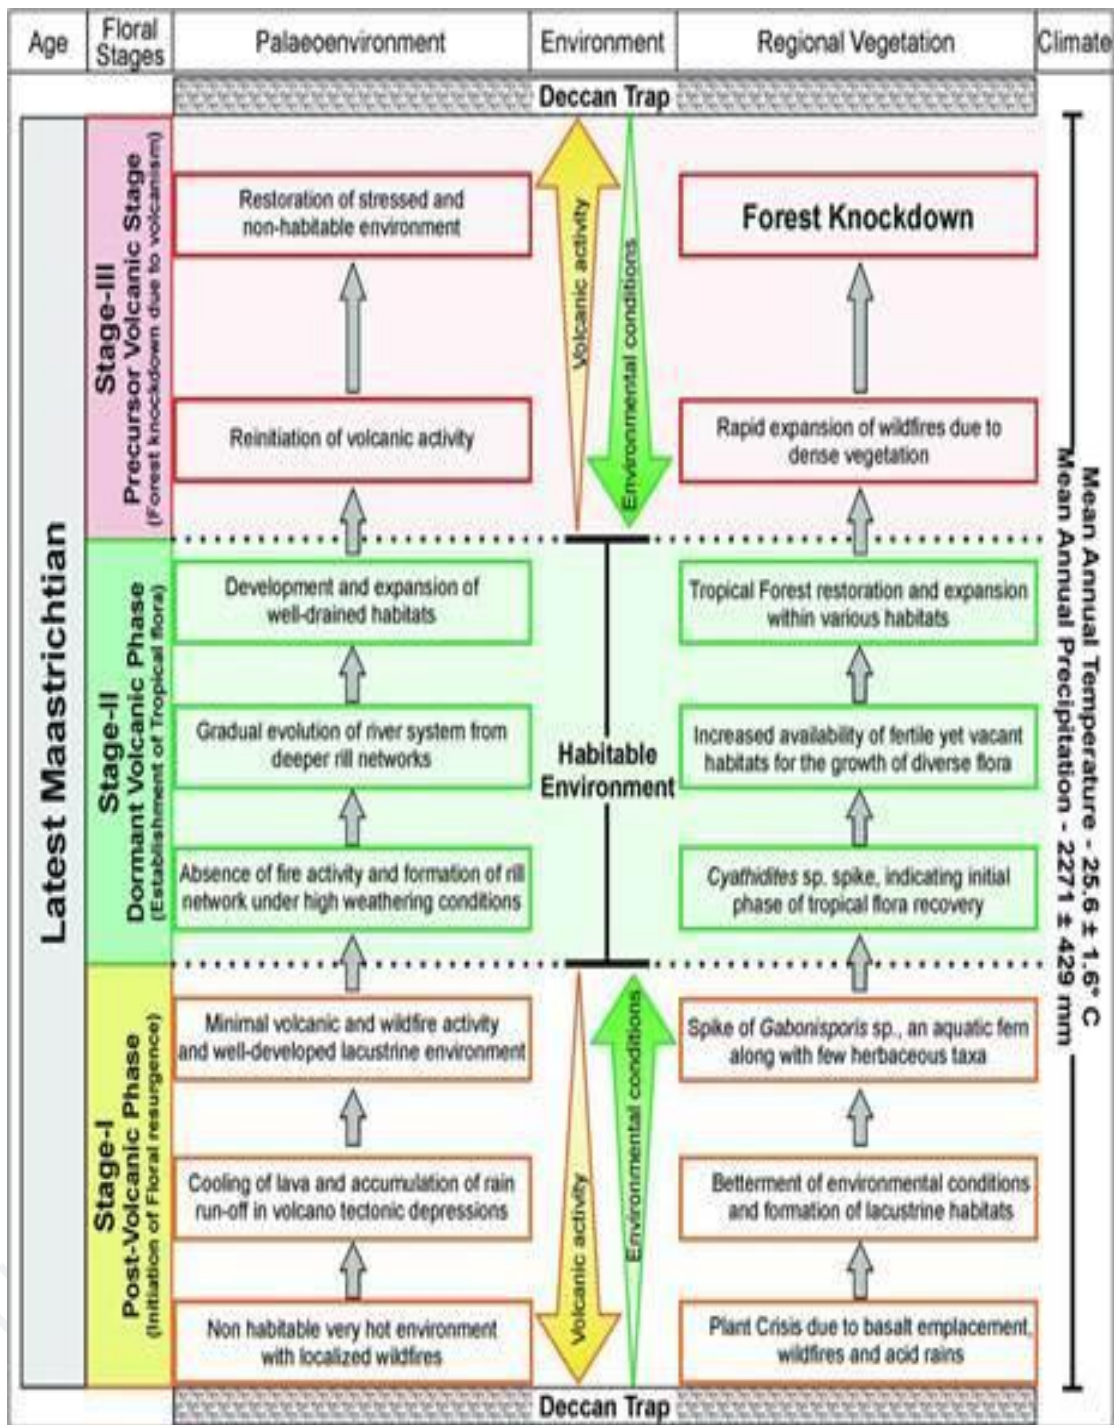 Age
Floral
Stages
Palaeoenvironment
Environment
Regional Vegetation
Climate
Deccan Trap
Latest Maastrichtian
Stage-III
Precursor Volcanic Stage
(Forest knockdown due to volcanism)
Restoration of stressed and
non-habitable environment
Reinitiation of volcanic activity
Volcanic activity
Environmental conditions
Forest Knockdown
Rapid expansion of wildfires due to
dense vegetation
Stage-II
Dormant Volcanic Phase
(Establishment of Tropical flora)
Development and expansion of
well-drained habitats
Gradual evolution of river system from
deeper rill networks
Absence of fire activity and formation of rill
network under high weathering conditions
Habitable
Environment
Tropical Forest restoration and expansion
within various habitats
Increased availability of fertile yet vacant
habitats for the growth of diverse flora
Cyathidites sp. spike, indicating initial
phase of tropical flora recovery
Stage-I
Post-Volcanic Phase
(Initiation of Floral resurgence)
Minimal volcanic and wildfire activity
and well-developed lacustrine environment
Cooling of lava and accumulation of rain
run-off in volcano tectonic depressions
Non habitable very hot environment
with localized wildfires
Volcanic activity
Environmental conditions
Spike of Gabonisporis sp., an aquatic fern
along with few herbaceous taxa
Betterment of environmental conditions
and formation of lacustrine habitats
Plant Crisis due to basalt emplacement,
wildfires and acid rains
Mean Annual Temperature - 25.6 ± 1.6° C
Mean Annual Precipitation - 2271 ± 429 mm
Deccan Trap